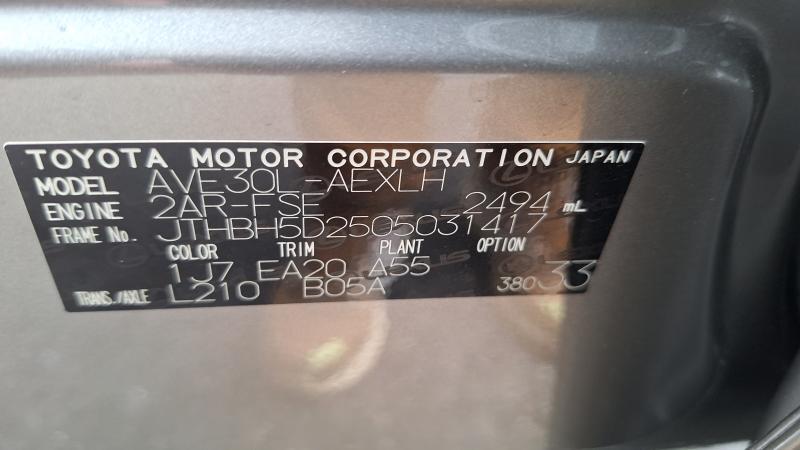 TOYOTA MOTOR CORPORATION JAPAN
MODEL AVE30L-AEXLH
ENGINE 2AR-FSE 2494 mL
FRAME No. JTHBH5D2505031417
COLOR TRIM PLANT OPTION
1J7 EA20 A55
TRANS./AXLE L210 B05A 380 33